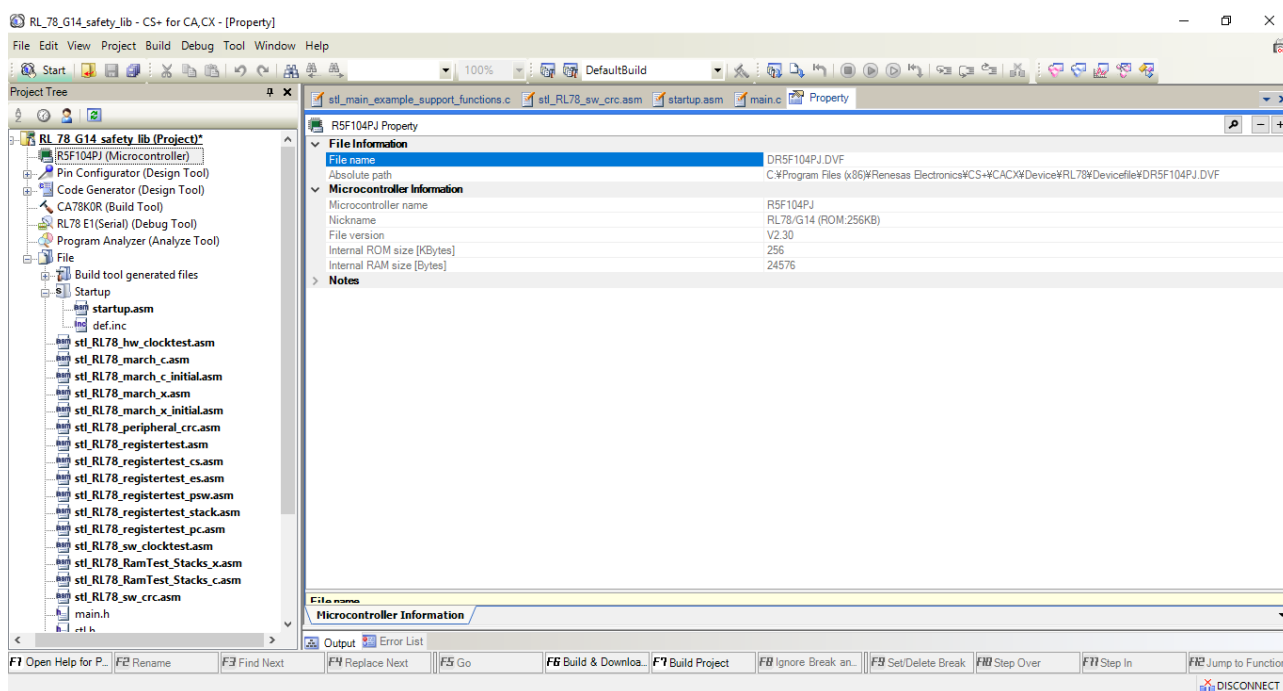 RL_78_G14_safety_lib - CS+ for CA,CX - [Property]
File Edit View Project Build Debug Tool Window Help
Start 100% DefaultBuild
Project Tree
stl_main_example_support_functions.c stl_RL78_sw_crc.asm startup.asm main.c Property
RL_78_G14_safety_lib (Project)*
R5F104PJ (Microcontroller)
Pin Configurator (Design Tool)
Code Generator (Design Tool)
CA78K0R (Build Tool)
RL78 E1(Serial) (Debug Tool)
Program Analyzer (Analyze Tool)
File
Build tool generated files
Startup
startup.asm
def.inc
stl_RL78_hw_clocktest.asm
stl_RL78_march_c.asm
stl_RL78_march_c_initial.asm
stl_RL78_march_x.asm
stl_RL78_march_x_initial.asm
stl_RL78_peripheral_crc.asm
stl_RL78_registertest.asm
stl_RL78_registertest_cs.asm
stl_RL78_registertest_es.asm
stl_RL78_registertest_psw.asm
stl_RL78_registertest_stack.asm
stl_RL78_registertest_pc.asm
stl_RL78_sw_clocktest.asm
stl_RL78_RamTest_Stacks_x.asm
stl_RL78_RamTest_Stacks_c.asm
stl_RL78_sw_crc.asm
main.h
stl.h
R5F104PJ Property
File Information
File name DR5F104PJ.DVF
Absolute path C:¥Program Files (x86)¥Renesas Electronics¥CS+¥CACX¥Device¥RL78¥Devicefile¥DR5F104PJ.DVF
Microcontroller Information
Microcontroller name R5F104PJ
Nickname RL78/G14 (ROM:256KB)
File version V2.30
Internal ROM size [KBytes] 256
Internal RAM size [Bytes] 24576
Notes
File name
Microcontroller Information
Output Error List
F1 Open Help for P... F2 Rename F3 Find Next F4 Replace Next F5 Go F6 Build & Downloa... F7 Build Project F8 Ignore Break an... F9 Set/Delete Break F10 Step Over F11 Step In F12 Jump to Function
DISCONNECT